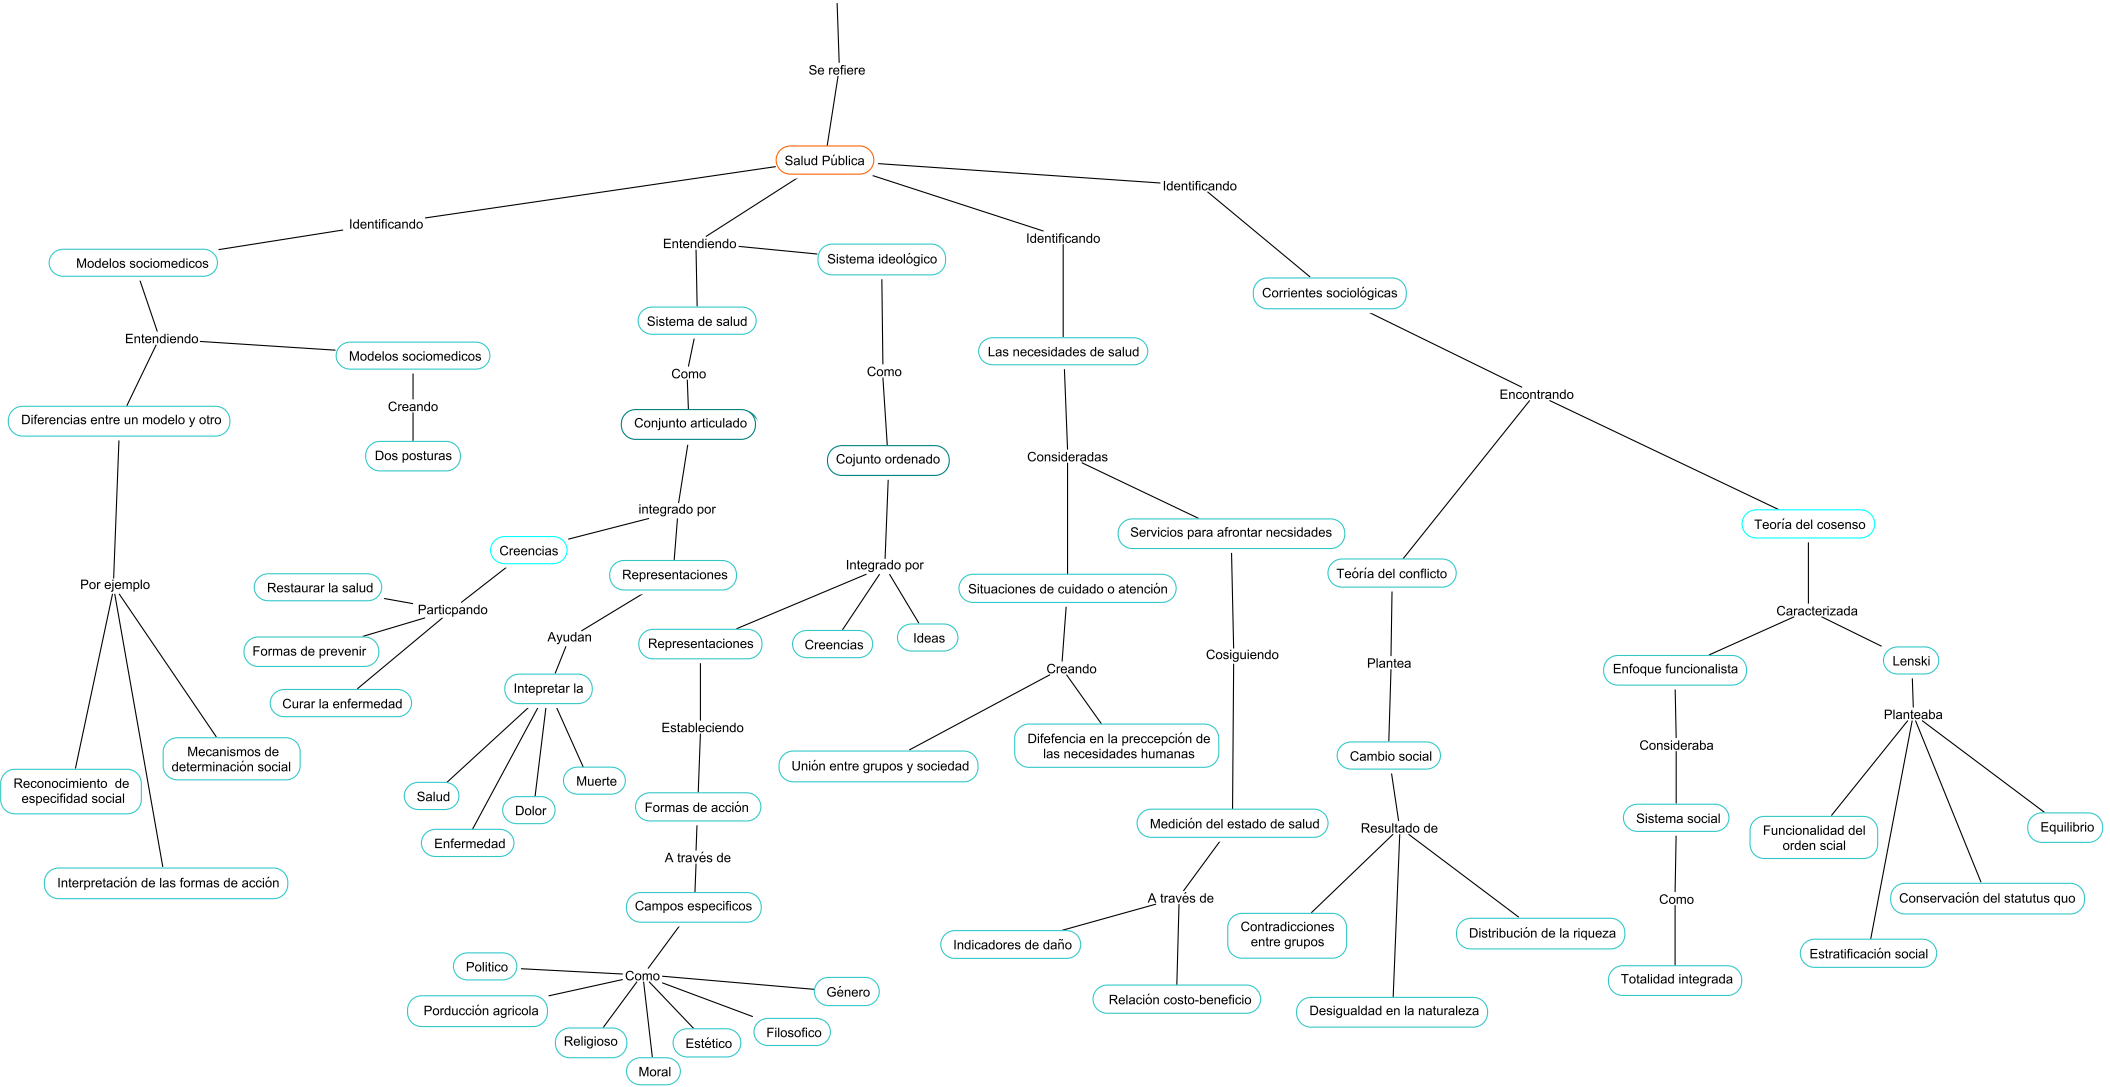 Se refiere
Salud Pública
Identificando
Modelos sociomedicos
Entendiendo
Modelos sociomedicos
Creando
Dos posturas
Diferencias entre un modelo y otro
Por ejemplo
Reconocimiento de
especifidad social
Interpretación de las formas de acción
Mecanismos de
determinación social
Entendiendo
Sistema de salud
Como
Conjunto articulado
integrado por
Creencias
Particpando
Restaurar la salud
Formas de prevenir
Curar la enfermedad
Representaciones
Ayudan
Intepretar la
Salud
Enfermedad
Dolor
Muerte
Sistema ideológico
Como
Cojunto ordenado
Integrado por
Representaciones
Creencias
Ideas
Estableciendo
Formas de acción
A través de
Campos especificos
Como
Politico
Porducción agricola
Religioso
Moral
Estético
Filosofico
Género
Identificando
Las necesidades de salud
Consideradas
Situaciones de cuidado o atención
Creando
Unión entre grupos y sociedad
Difefencia en la preccepción de
las necesidades humanas
Servicios para afrontar necsidades
Cosiguiendo
Medición del estado de salud
A través de
Indicadores de daño
Relación costo-beneficio
Identificando
Corrientes sociológicas
Encontrando
Teóría del conflicto
Plantea
Cambio social
Resultado de
Contradicciones
entre grupos
Desigualdad en la naturaleza
Distribución de la riqueza
Teoría del cosenso
Caracterizada
Enfoque funcionalista
Consideraba
Sistema social
Como
Totalidad integrada
Lenski
Planteaba
Funcionalidad del
orden scial
Estratificación social
Conservación del statutus quo
Equilibrio